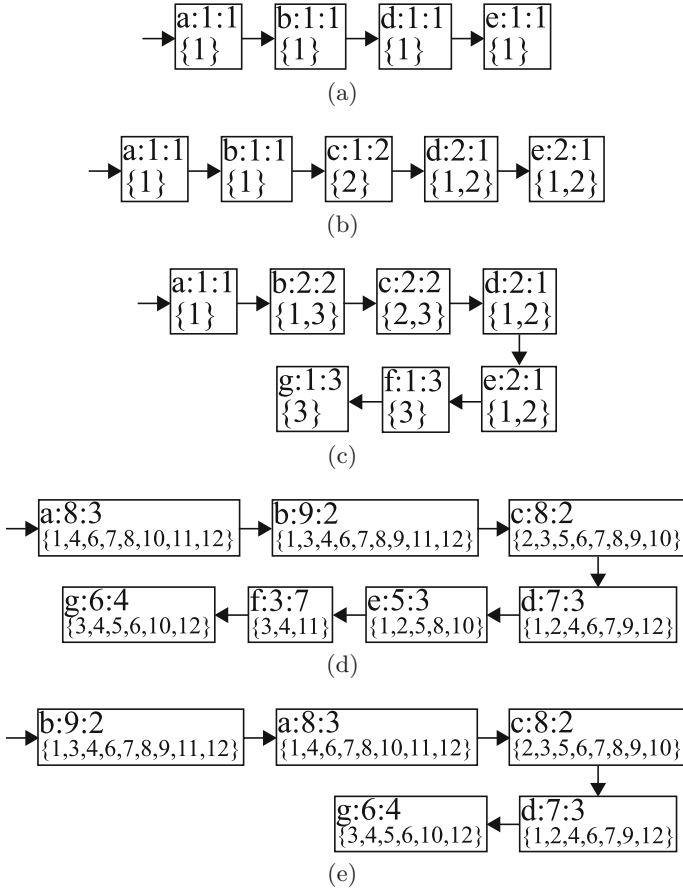 a:1:1 b:1:1 d:1:1 e:1:1
{1} {1} {1} {1}
(a)
a:1:1 b:1:1 c:1:2 d:2:1 e:2:1
{1} {1} {2} {1,2} {1,2}
(b)
a:1:1 b:2:2 c:2:2 d:2:1
{1} {1,3} {2,3} {1,2}
g:1:3 f:1:3 e:2:1
{3} {3} {1,2}
(c)
a:8:3 b:9:2 c:8:2
{1,4,6,7,8,10,11,12} {1,3,4,6,7,8,9,11,12} {2,3,5,6,7,8,9,10}
g:6:4 f:3:7 e:5:3 d:7:3
{3,4,5,6,10,12} {3,4,11} {1,2,5,8,10} {1,2,4,6,7,9,12}
(d)
b:9:2 a:8:3 c:8:2
{1,3,4,6,7,8,9,11,12} {1,4,6,7,8,10,11,12} {2,3,5,6,7,8,9,10}
g:6:4 d:7:3
{3,4,5,6,10,12} {1,2,4,6,7,9,12}
(e)